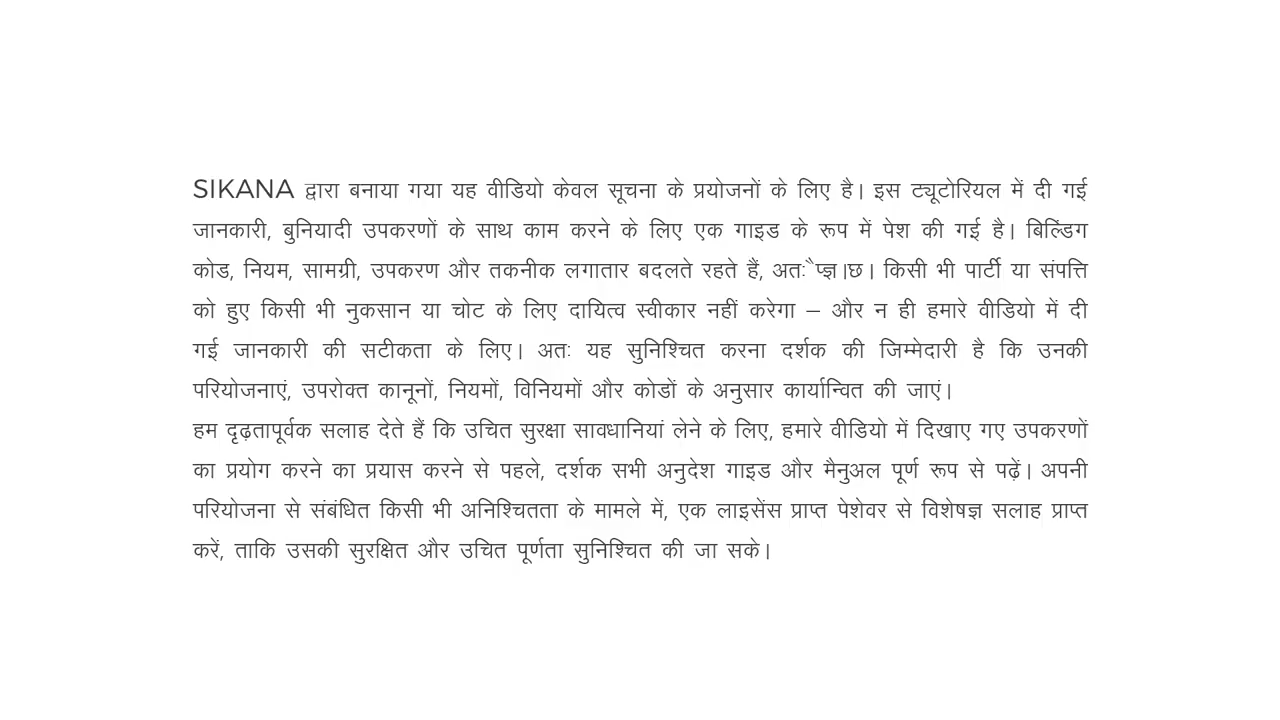 SIKANA द्वारा बनाया गया यह वीडियो केवल सूचना के प्रयोजनों के लिए है। इस ट्यूटोरियल में दी गई
जानकारी, बुनियादी उपकरणों के साथ काम करने के लिए एक गाइड के रूप में पेश की गई है। बिल्डिंग
कोड, नियम, सामग्री, उपकरण और तकनीक लगातार बदलते रहते हैं, अतःैप्ज्ञ।छ। किसी भी पार्टी या संपत्ति
को हुए किसी भी नुकसान या चोट के लिए दायित्व स्वीकार नहीं करेगा – और न ही हमारे वीडियो में दी
गई जानकारी की सटीकता के लिए। अतः यह सुनिश्चित करना दर्शक की जिम्मेदारी है कि उनकी
परियोजनाएं, उपरोक्त कानूनों, नियमों, विनियमों और कोडों के अनुसार कार्यान्वित की जाएं।
हम दृढ़तापूर्वक सलाह देते हैं कि उचित सुरक्षा सावधानियां लेने के लिए, हमारे वीडियो में दिखाए गए उपकरणों
का प्रयोग करने का प्रयास करने से पहले, दर्शक सभी अनुदेश गाइड और मैनुअल पूर्ण रूप से पढ़ें। अपनी
परियोजना से संबंधित किसी भी अनिश्चितता के मामले में, एक लाइसेंस प्राप्त पेशेवर से विशेषज्ञ सलाह प्राप्त
करें, ताकि उसकी सुरक्षित और उचित पूर्णता सुनिश्चित की जा सके।